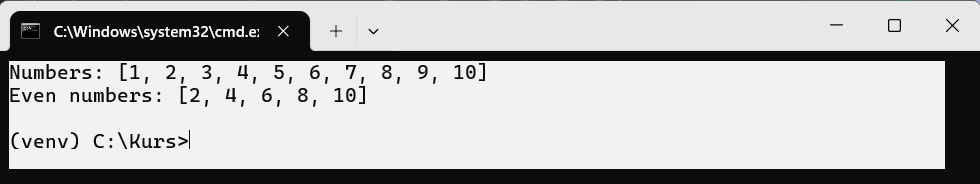 C:\Windows\system32\cmd.e:
Numbers: [1, 2, 3, 4, 5, 6, 7, 8, 9, 10]
Even numbers: [2, 4, 6, 8, 10]
(venv) C:\Kurs>